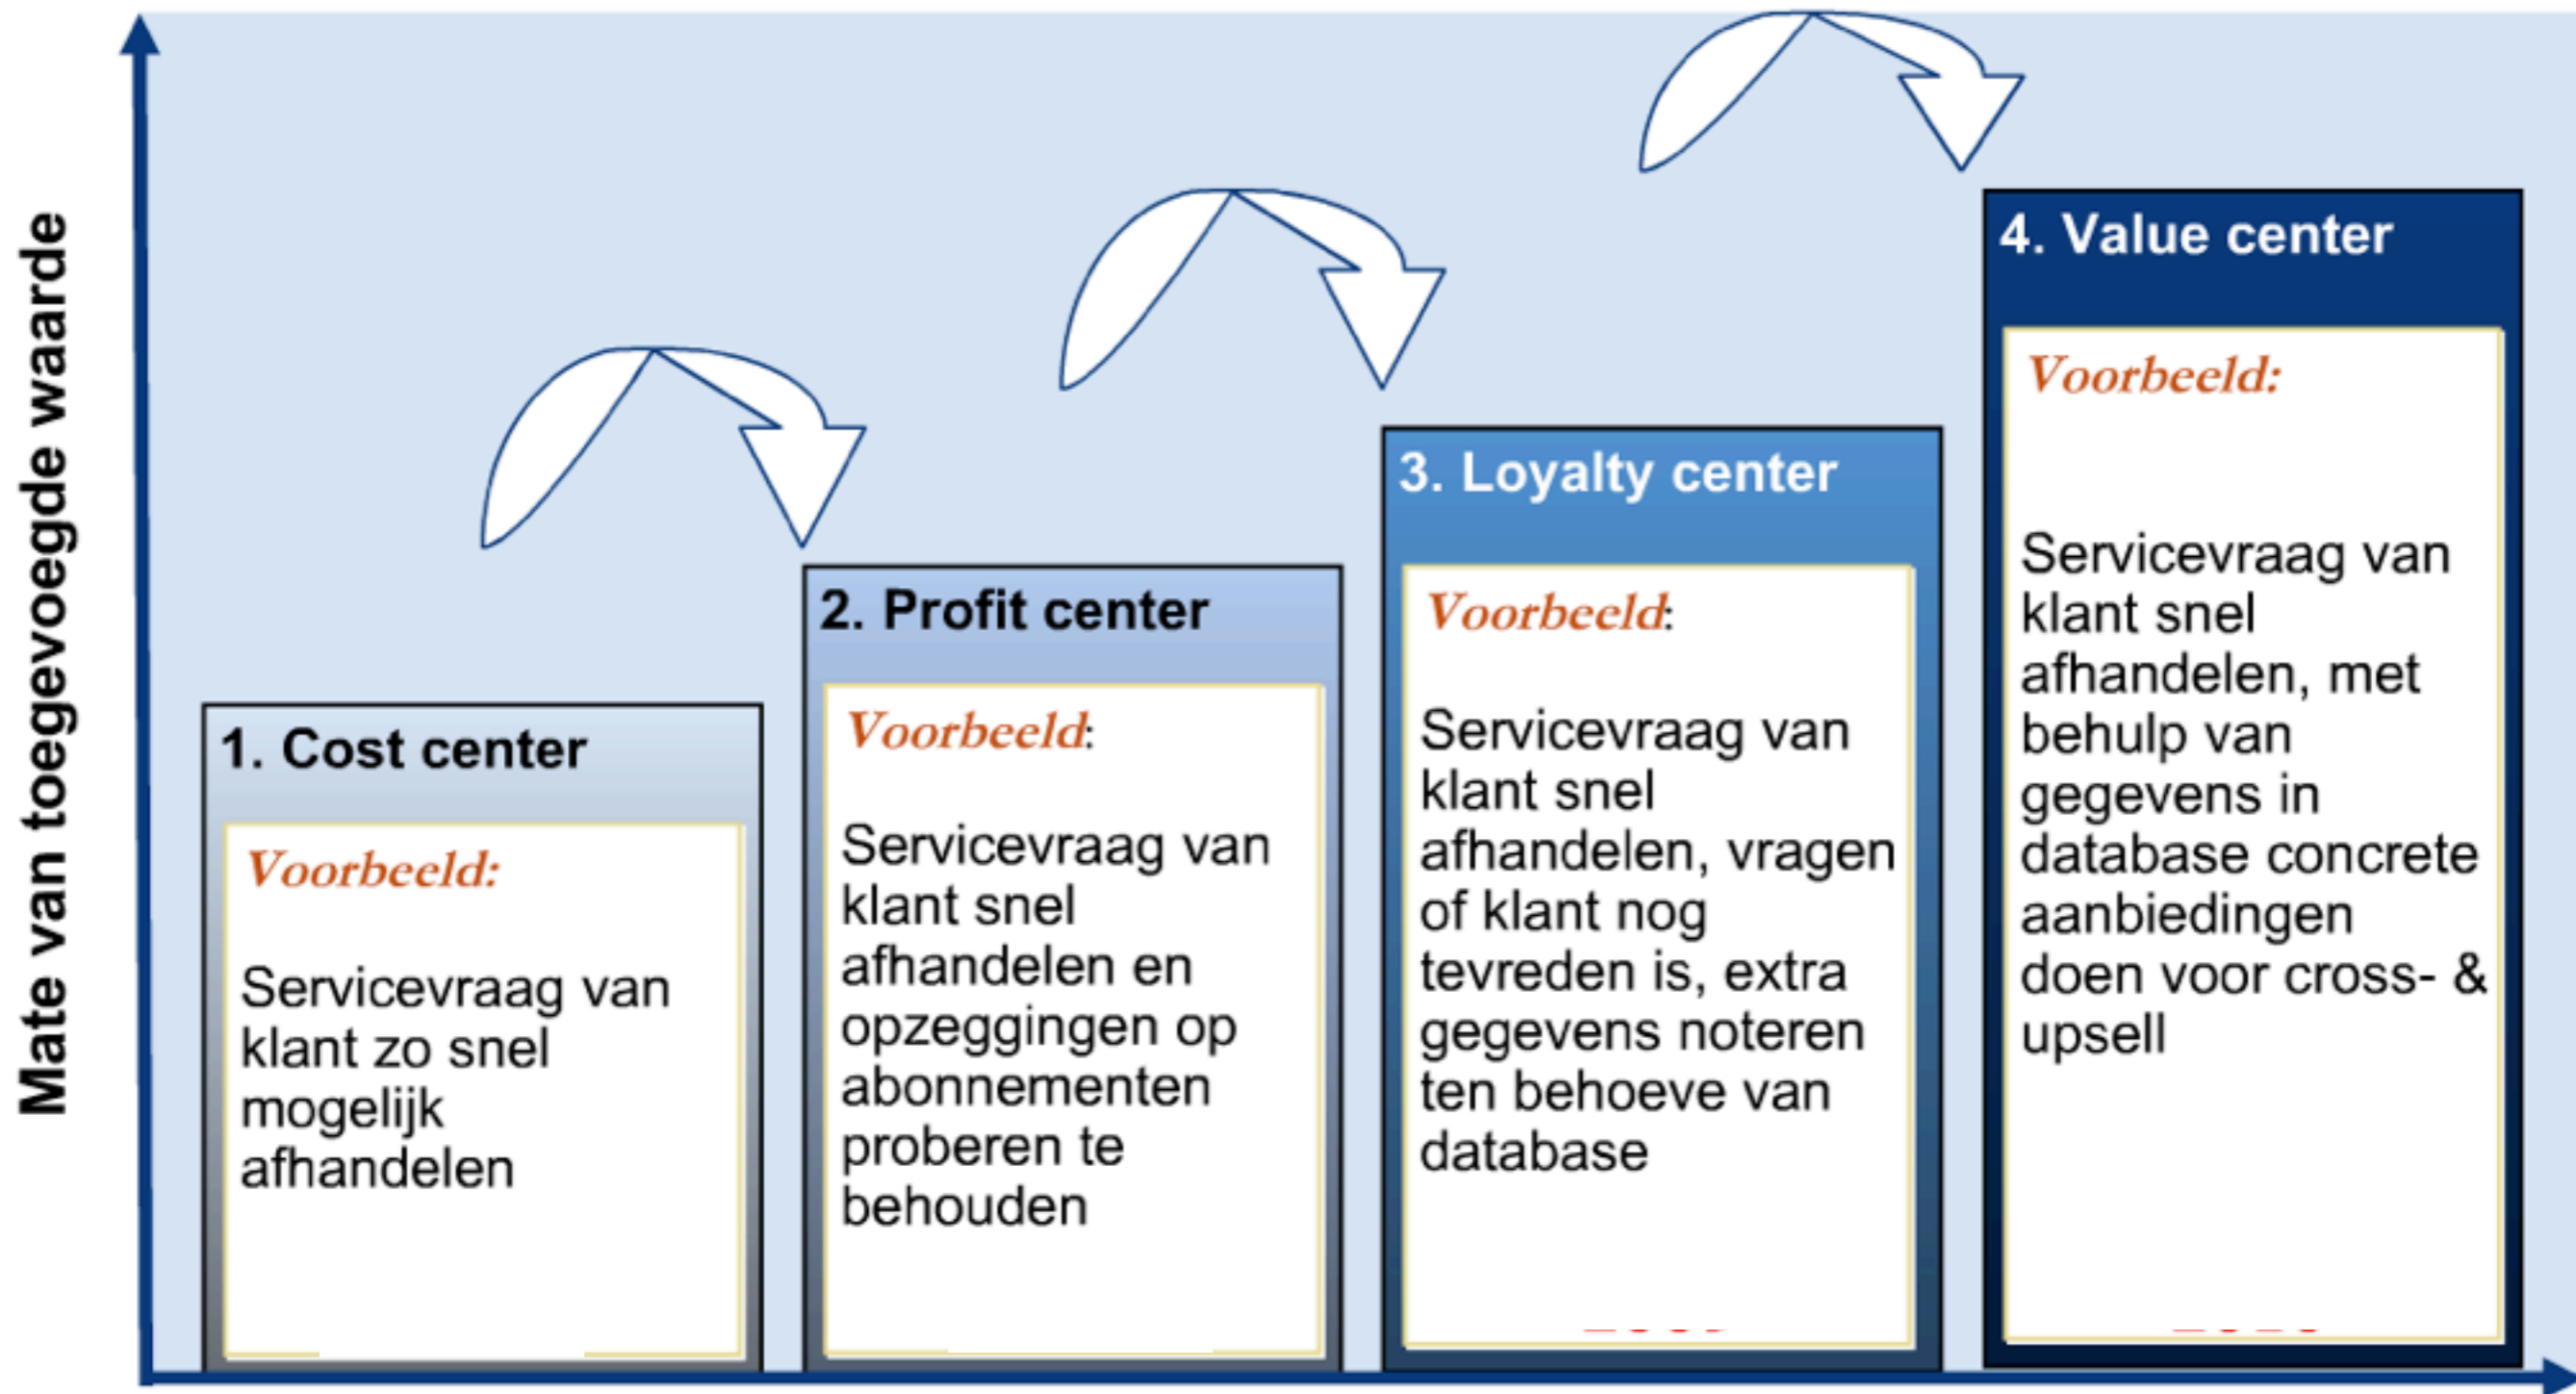 Matte van toegevoegde waarde
1. Cost center
Voorbeeld:
Servicevraag van
klant zo snel
mogelijk
afhandelen
2. Profit center
Voorbeeld:
Servicevraag van
klant snel
afhandelen en
opzeggingen op
abonnementen
proberen te
behouden
3. Loyalty center
Voorbeeld:
Servicevraag van
klant snel
afhandelen, vragen
of klant nog
tevreden is, extra
gegevens noteren
ten behoeve van
database
4. Value center
Voorbeeld:
Servicevraag van
klant snel
afhandelen, met
behulp van
gegevens in
database concrete
aanbiedingen
doen voor cross- &
upsell